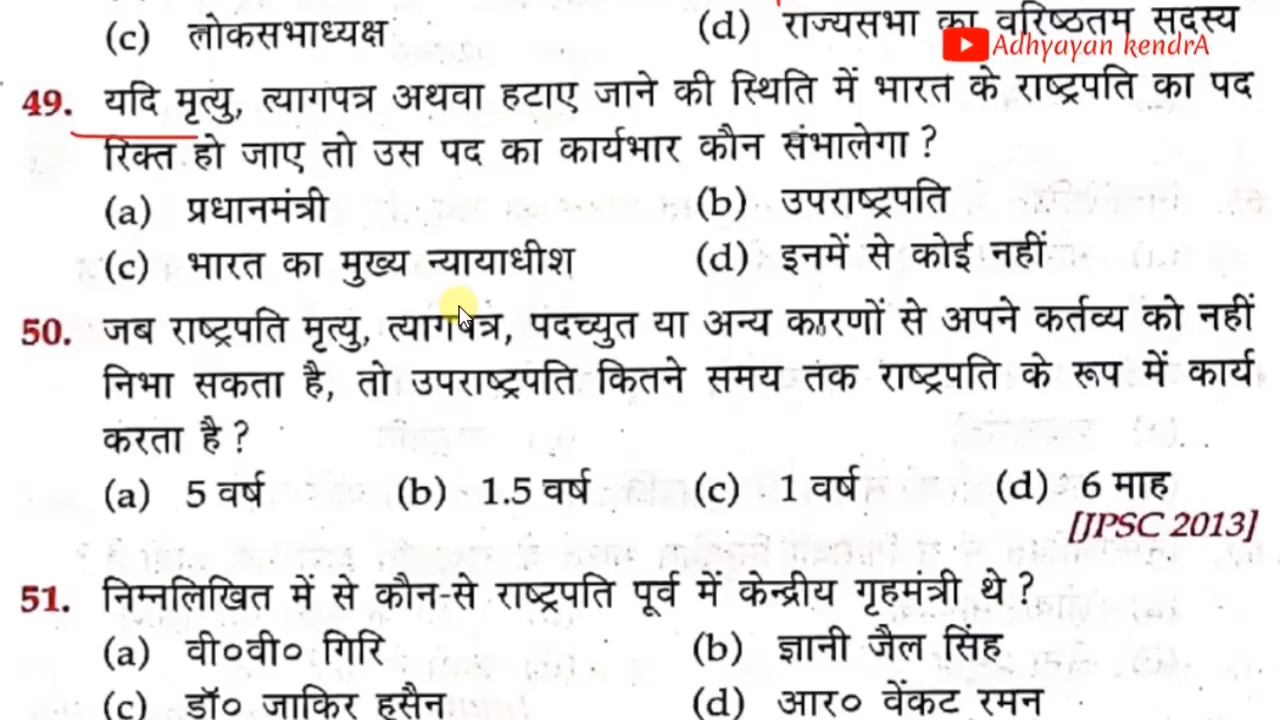 (c) लोकसभाध्यक्ष (d) राज्यसभा का वरिष्ठतम सदस्य
Adhyayan kendrA
49. यदि मृत्यु, त्यागपत्र अथवा हटाए जाने की स्थिति में भारत के राष्ट्रपति का पद
रिक्त हो जाए तो उस पद का कार्यभार कौन संभालेगा ?
(a) प्रधानमंत्री (b) उपराष्ट्रपति
(c) भारत का मुख्य न्यायाधीश (d) इनमें से कोई नहीं
50. जब राष्ट्रपति मृत्यु, त्यागपत्र, पदच्युत या अन्य कारणों से अपने कर्तव्य को नहीं
निभा सकता है, तो उपराष्ट्रपति कितने समय तक राष्ट्रपति के रूप में कार्य
करता है ?
(a) 5 वर्ष (b) 1.5 वर्ष (c) 1 वर्ष (d) 6 माह
[JPSC 2013]
51. निम्नलिखित में से कौन-से राष्ट्रपति पूर्व में केन्द्रीय गृहमंत्री थे ?
(a) वी०वी० गिरि (b) ज्ञानी जैल सिंह
(c) डॉ० जाकिर हुसैन (d) आर० वेंकट रमन